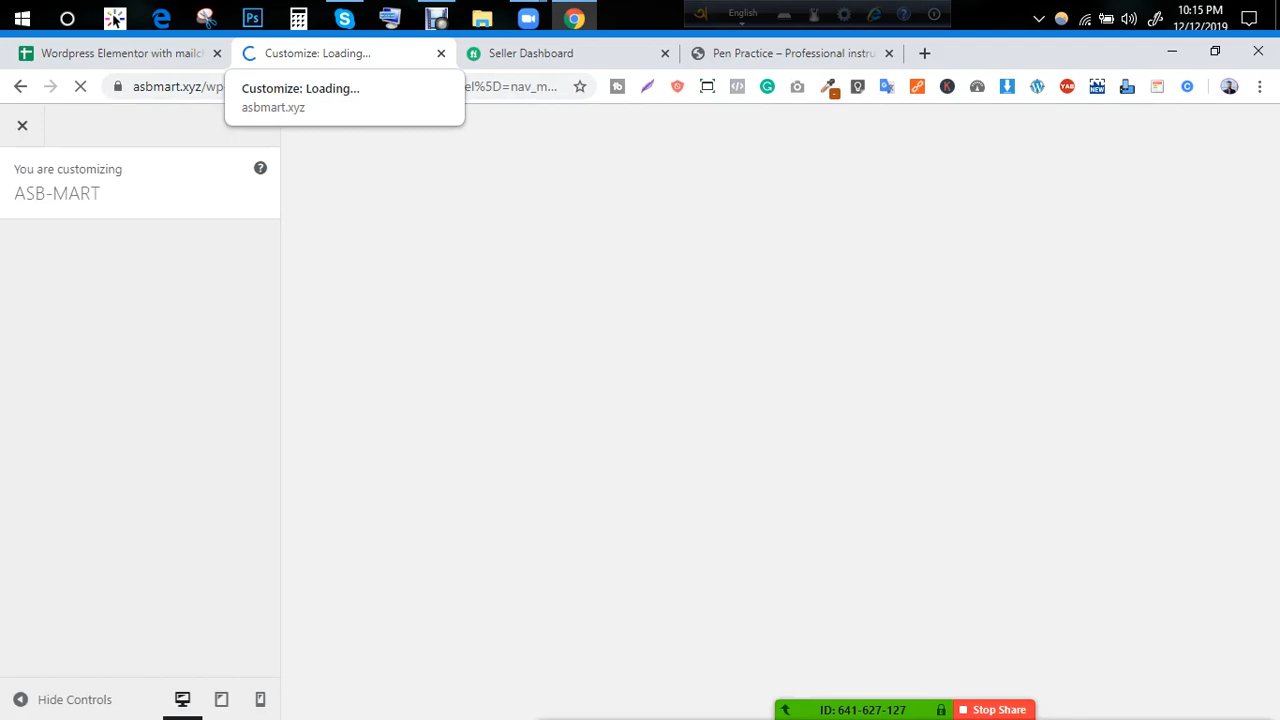 English
10:15 PM
12/12/2019
Wordpress Elementor with mailch
Customize: Loading...
Seller Dashboard
Pen Practice – Professional instru
asbmart.xyz/wp
el%5D=nav_m...
Customize: Loading...
asbmart.xyz
You are customizing
ASB-MART
Hide Controls
ID: 641-627-127
Stop Share